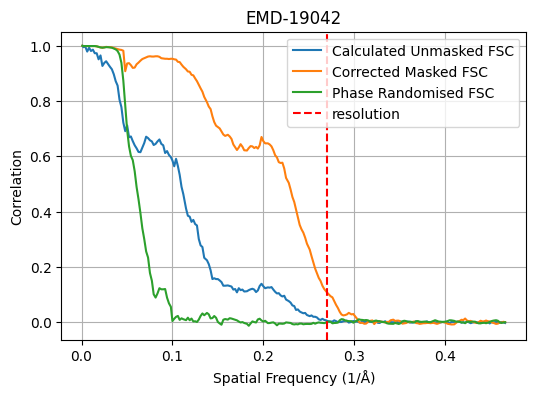 EMD-19042
Calculated Unmasked FSC
Corrected Masked FSC
Phase Randomised FSC
resolution
Correlation
1.0
0.8
0.6
0.4
0.2
0.0
0.0 0.1 0.2 0.3 0.4
Spatial Frequency (1/Å)